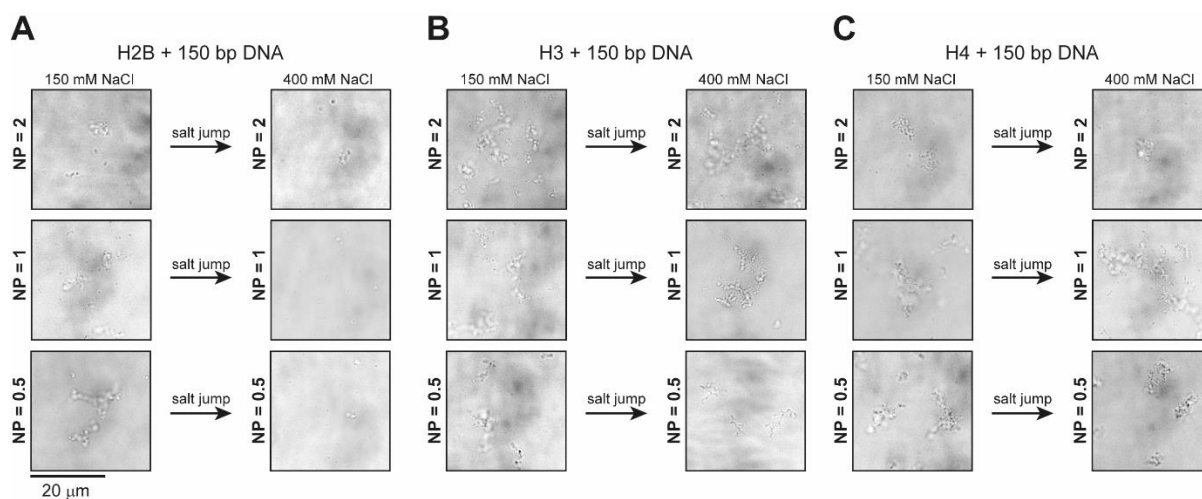 A
H2B + 150 bp DNA
150 mM NaCl
400 mM NaCl
NP = 2
salt jump
NP = 2
NP = 1
salt jump
NP = 1
NP = 0.5
salt jump
NP = 0.5
20 μm
B
H3 + 150 bp DNA
150 mM NaCl
400 mM NaCl
NP = 2
salt jump
NP = 2
NP = 1
salt jump
NP = 1
NP = 0.5
salt jump
NP = 0.5
C
H4 + 150 bp DNA
150 mM NaCl
400 mM NaCl
NP = 2
salt jump
NP = 2
NP = 1
salt jump
NP = 1
NP = 0.5
salt jump
NP = 0.5